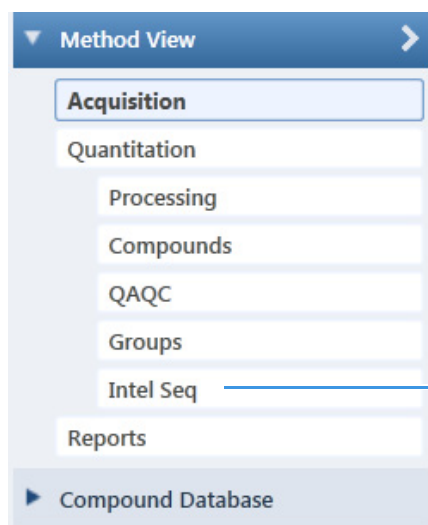 Method View
Acquisition
Quantitation
Processing
Compounds
QAQC
Groups
Intel Seq
Reports
Compound Database